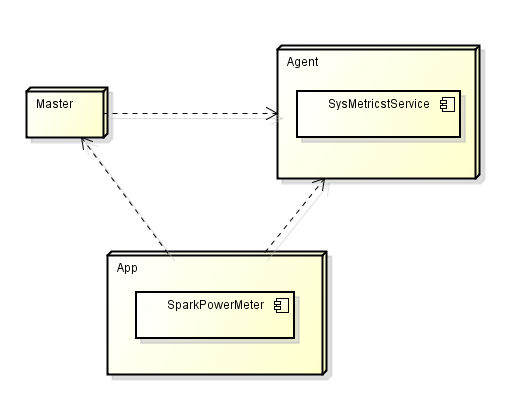 Agent
SysMetricstService
Master
App
SparkPowerMeter